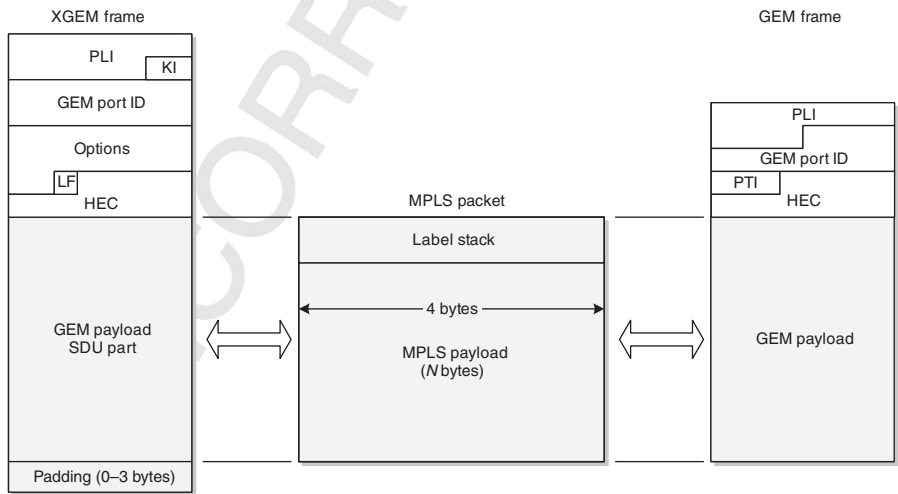 XGEM frame
PLI
KI
GEM port ID
Options
LF
HEC
GEM payload
SDU part
Padding (0–3 bytes)
MPLS packet
Label stack
4 bytes
MPLS payload
(N bytes)
GEM frame
PLI
GEM port ID
PTI
HEC
GEM payload
CORR